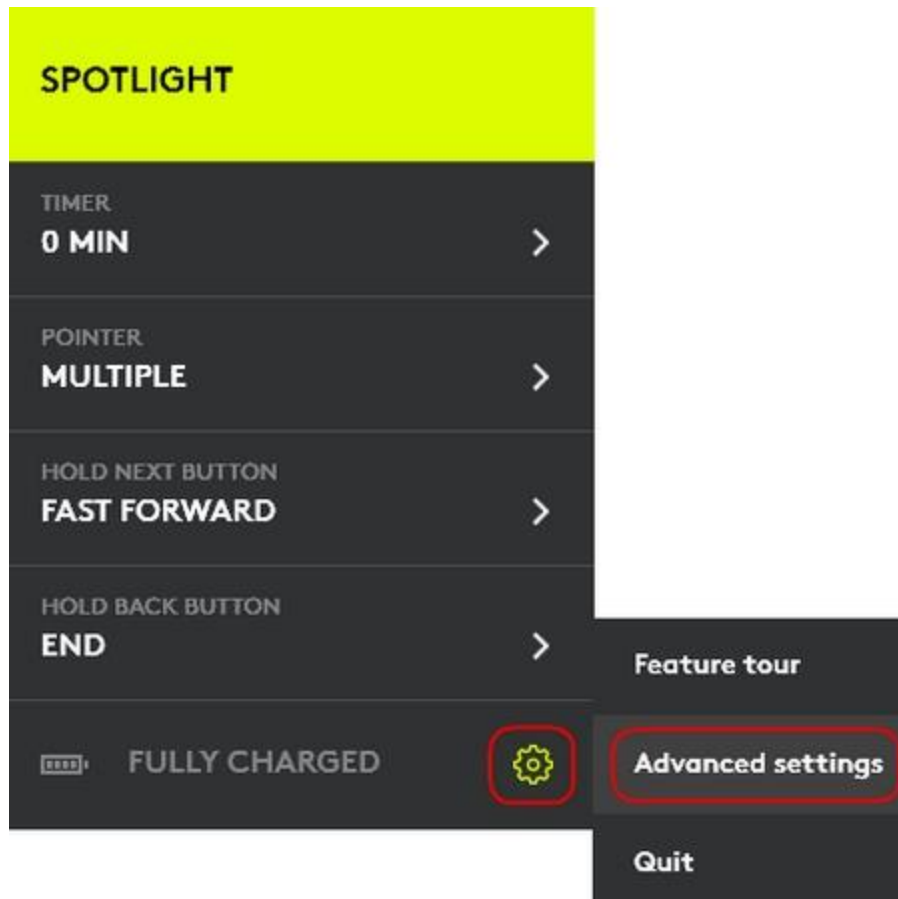 SPOTLIGHT
TIMER
0 MIN
POINTER
MULTIPLE
HOLD NEXT BUTTON
FAST FORWARD
HOLD BACK BUTTON
END
FULLY CHARGED
Feature tour
Advanced settings
Quit